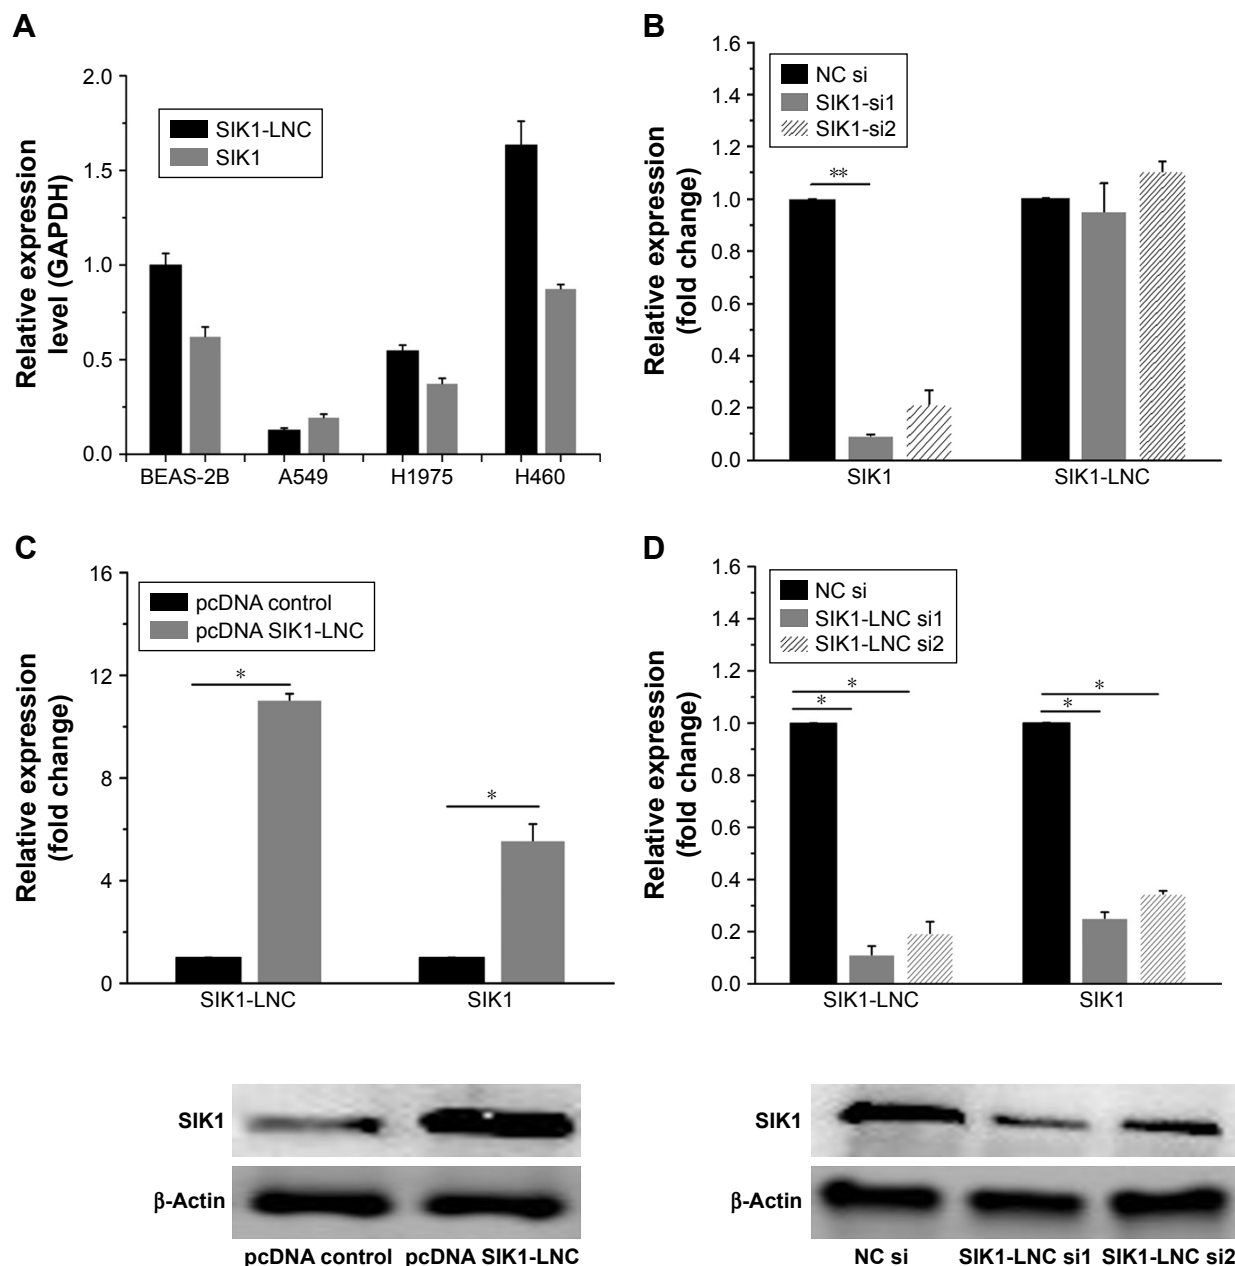 A
Relative expression
level (GAPDH)
2.0
1.5
1.0
0.5
0.0
SIK1-LNC
SIK1
BEAS-2B A549 H1975 H460
B
Relative expression
(fold change)
1.6
1.4
1.2
1.0
0.8
0.6
0.4
0.2
0.0
NC si
SIK1-si1
SIK1-si2
**
SIK1 SIK1-LNC
C
Relative expression
(fold change)
16
12
8
4
0
pcDNA control
pcDNA SIK1-LNC
*
*
SIK1-LNC SIK1
SIK1
β-Actin
pcDNA control pcDNA SIK1-LNC
D
Relative expression
(fold change)
1.6
1.4
1.2
1.0
0.8
0.6
0.4
0.2
0.0
NC si
SIK1-LNC si1
SIK1-LNC si2
*
*
*
*
SIK1-LNC SIK1
SIK1
β-Actin
NC si SIK1-LNC si1 SIK1-LNC si2